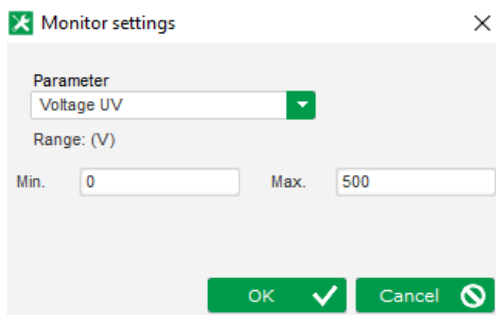 Monitor settings
Parameter
Voltage UV
Range: (V)
Min. 0 Max. 500
OK Cancel